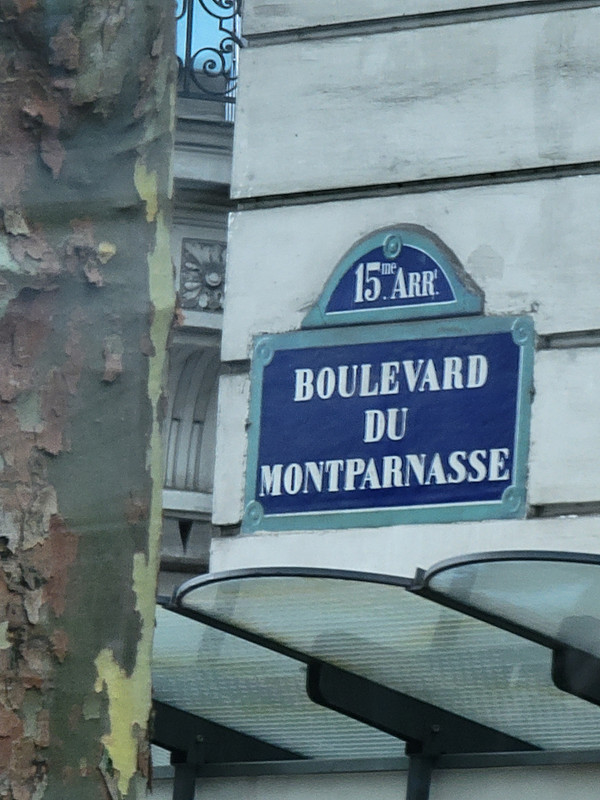 15me. ARRt.
BOULEVARD
DU
MONTPARNASSE